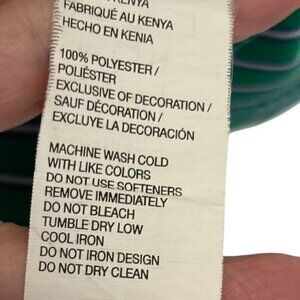 KENYA
FABRIQUÉ AU KENYA
HECHO EN KENIA
100% POLYESTER /
POLIÉSTER
EXCLUSIVE OF DECORATION /
SAUF DÉCORATION /
EXCLUYE LA DECORACIÓN
MACHINE WASH COLD
WITH LIKE COLORS
DO NOT USE SOFTENERS
REMOVE IMMEDIATELY
DO NOT BLEACH
TUMBLE DRY LOW
COOL IRON
DO NOT IRON DESIGN
DO NOT DRY CLEAN